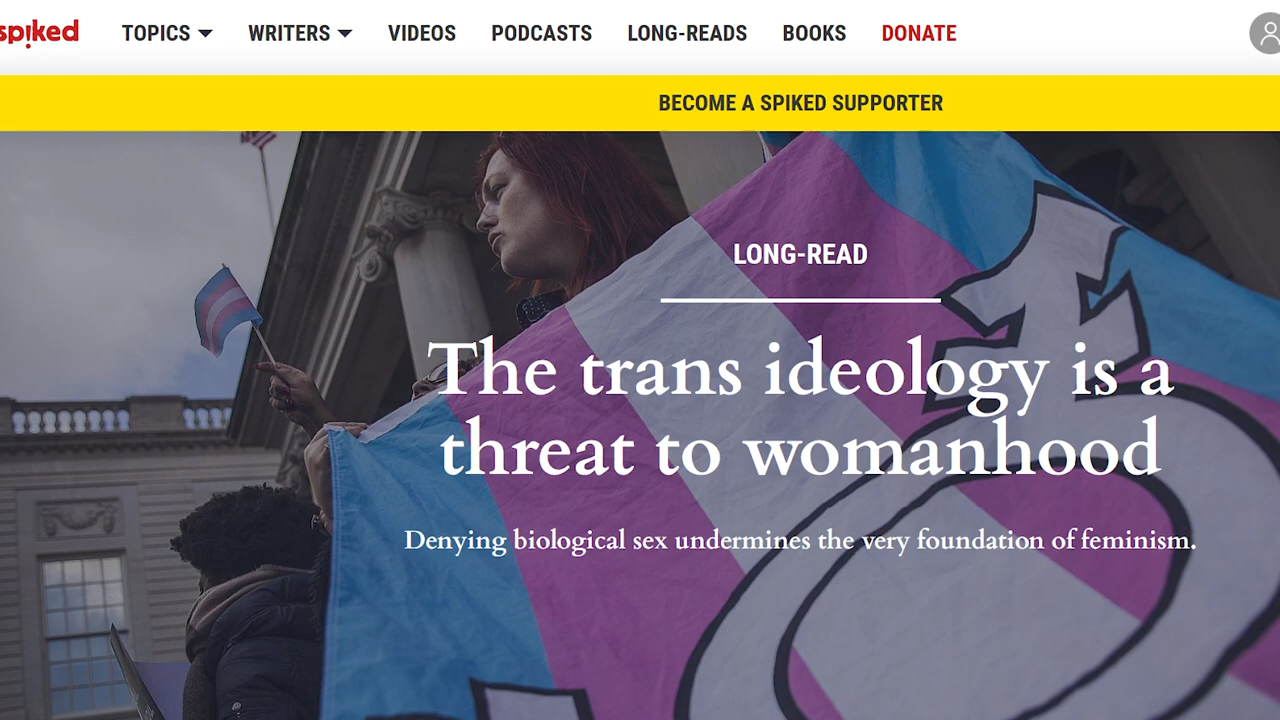 spiked
TOPICS WRITERS VIDEOS PODCASTS LONG-READS BOOKS DONATE
BECOME A SPIKED SUPPORTER
LONG-READ
The trans ideology is a
threat to womanhood
Denying biological sex undermines the very foundation of feminism.